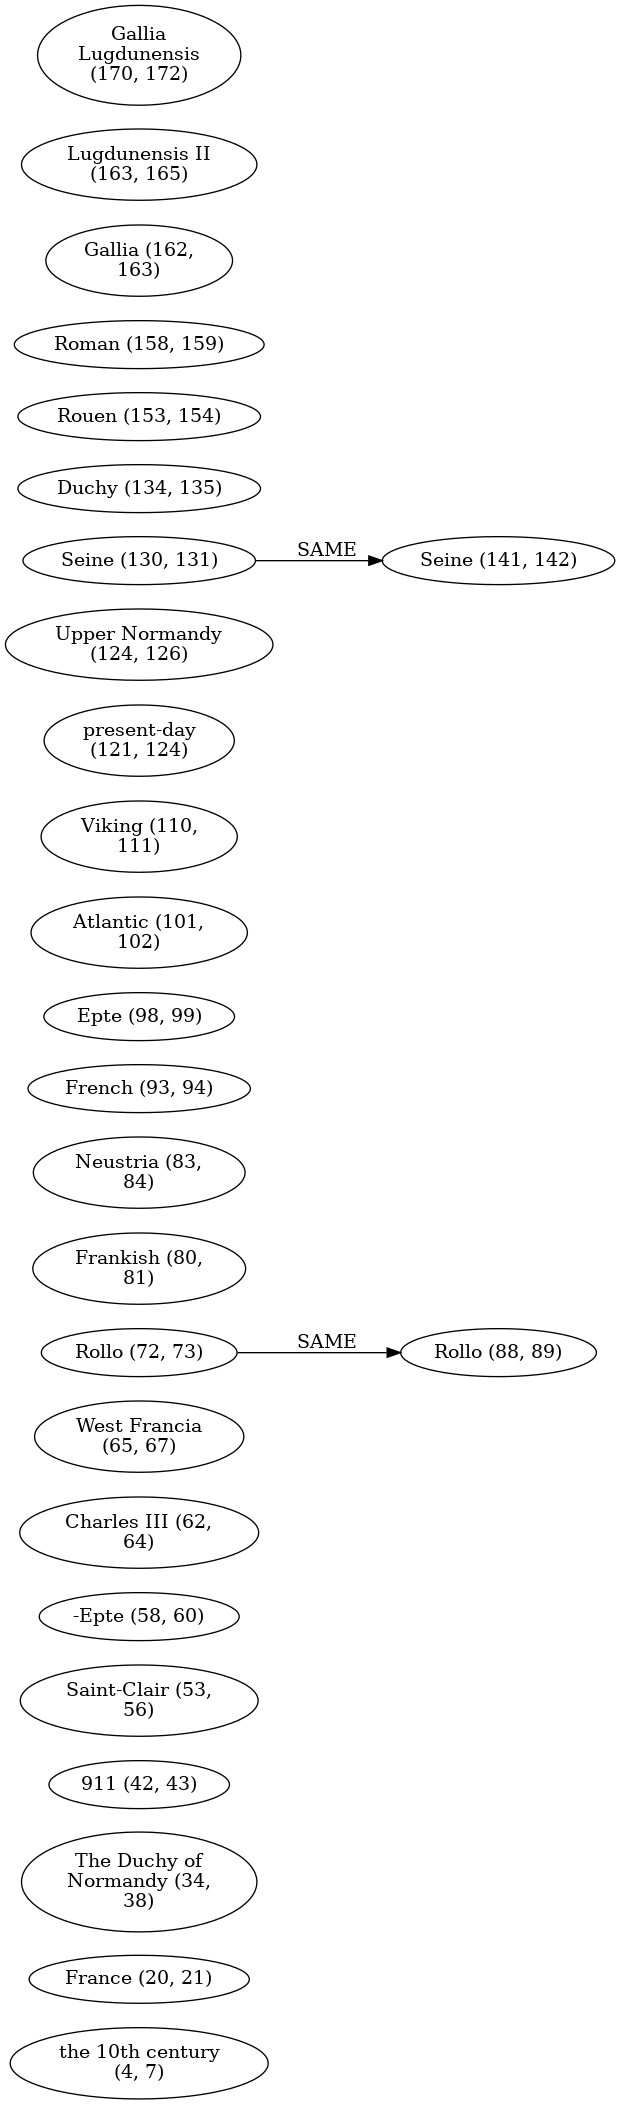 Gallia
Lugdunensis
(170, 172)
Lugdunensis II
(163, 165)
Gallia (162,
163)
Roman (158, 159)
Rouen (153, 154)
Duchy (134, 135)
Seine (130, 131)
SAME
Seine (141, 142)
Upper Normandy
(124, 126)
present-day
(121, 124)
Viking (110,
111)
Atlantic (101,
102)
Epte (98, 99)
French (93, 94)
Neustria (83,
84)
Frankish (80,
81)
Rollo (72, 73)
SAME
Rollo (88, 89)
West Francia
(65, 67)
Charles III (62,
64)
-Epte (58, 60)
Saint-Clair (53,
56)
911 (42, 43)
The Duchy of
Normandy (34,
38)
France (20, 21)
the 10th century
(4, 7)